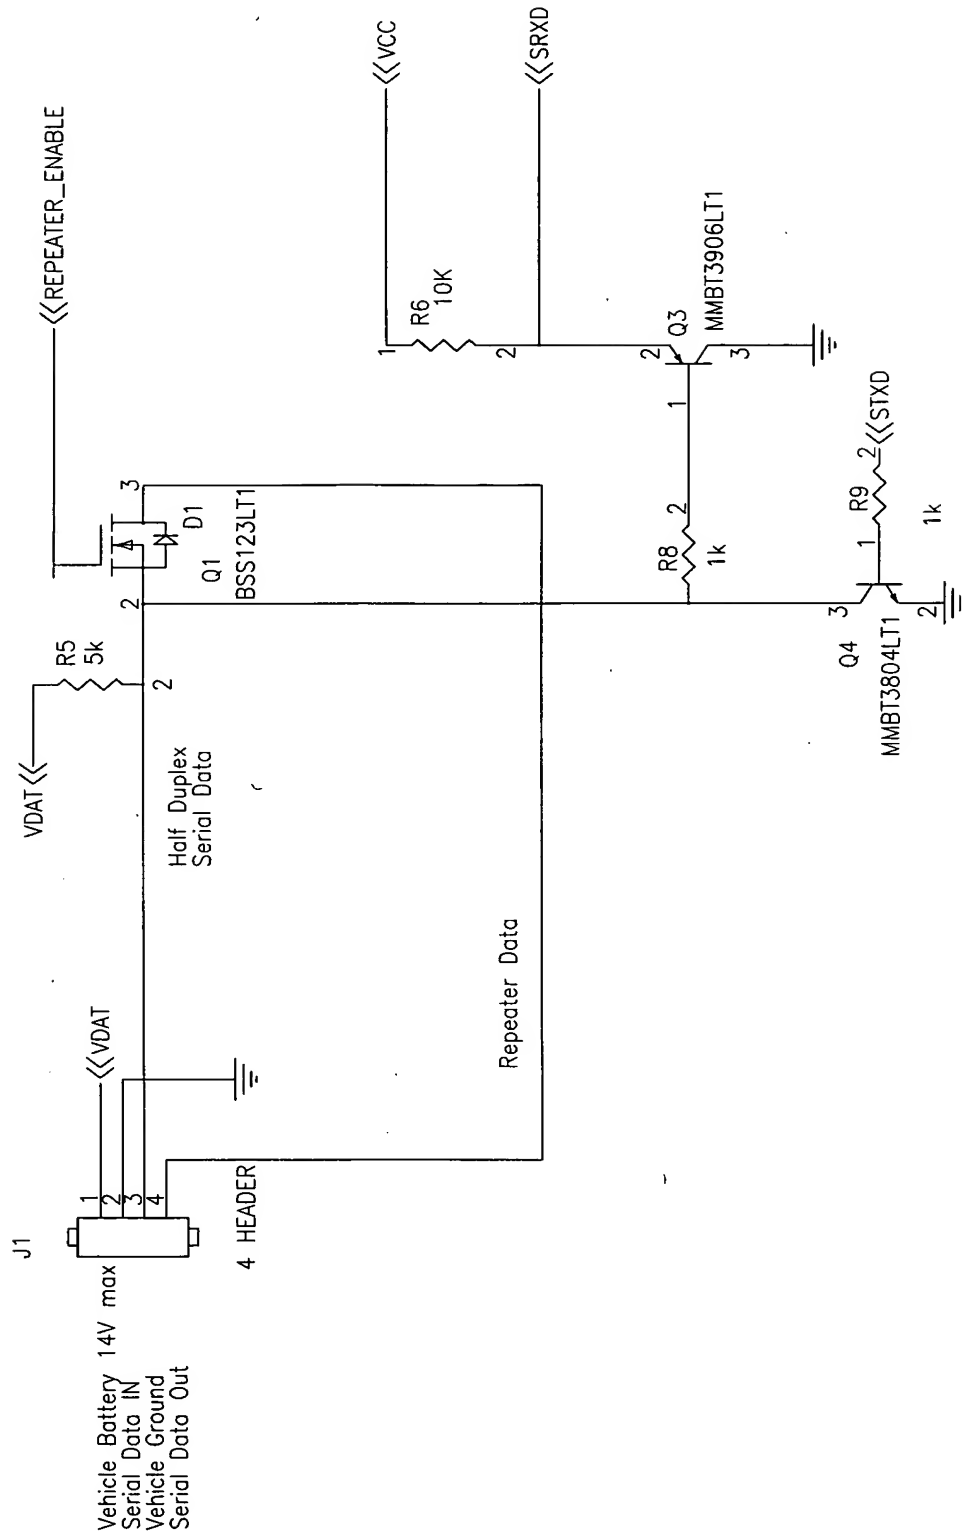 J1
Vehicle Battery 14V max
Serial Data IN
Vehicle Ground
Serial Data Out
1
2
3
4
4 HEADER
<<VDAT
VDAT<<
R5
5k
2
Half Duplex
Serial Data
Repeater Data
<<REPEATER_ENABLE
2
3
D1
Q1
BSS123LT1
<<VCC
1
R6
10K
2
<<SRXD
R8
1k
2
1
2
Q3
3
MMBT3906LT1
3
Q4
2
MMBT3804LT1
1
R9
2
<<STXD
1k